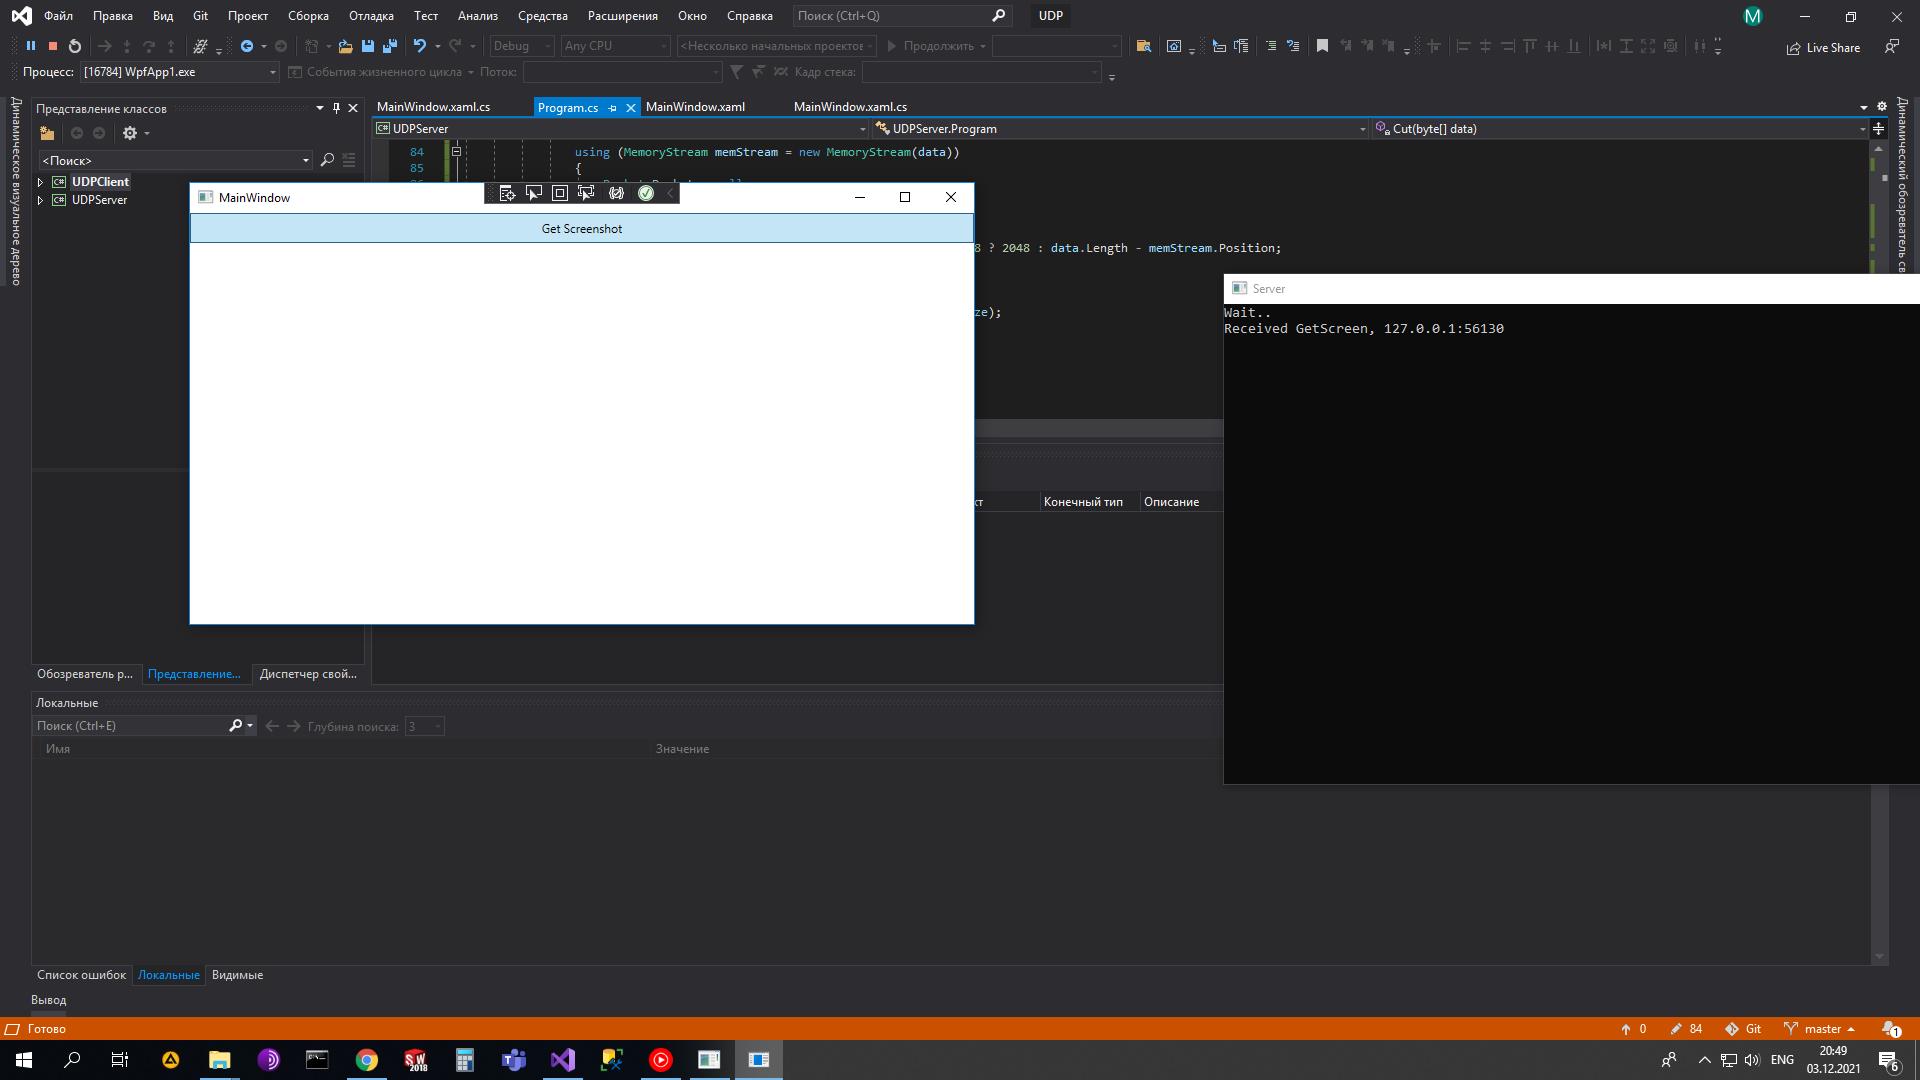 Файл Правка Вид Git Проект Сборка Отладка Тест Анализ Средства Расширения Окно Справка Поиск (Ctrl+Q) UDP M
Debug Any CPU <Несколько начальных проектов Продолжить Live Share
Процесс: [16784] WpfApp1.exe События жизненного цикла Поток: Кадр стека:
Динамическое визуальное дерево
Представление классов
<Поиск>
UDPClient
UDPServer
MainWindow.xaml.cs Program.cs MainWindow.xaml MainWindow.xaml.cs
UDPServer UDPServer.Program Cut(byte[] data)
84 using (MemoryStream memStream = new MemoryStream(data))
85 {
8 ? 2048 : data.Length - memStream.Position;
ze);
Динамический обозреватель св
MainWindow
Get Screenshot
Server
Wait..
Received GetScreen, 127.0.0.1:56130
кт Конечный тип Описание
Обозреватель р... Представление... Диспетчер свой...
Локальные
Поиск (Ctrl+E) Глубина поиска: 3
Имя Значение
Список ошибок Локальные Видимые
Вывод
Готово 0 84 Git master 1
SW 2018
ENG 20:49
03.12.2021 6